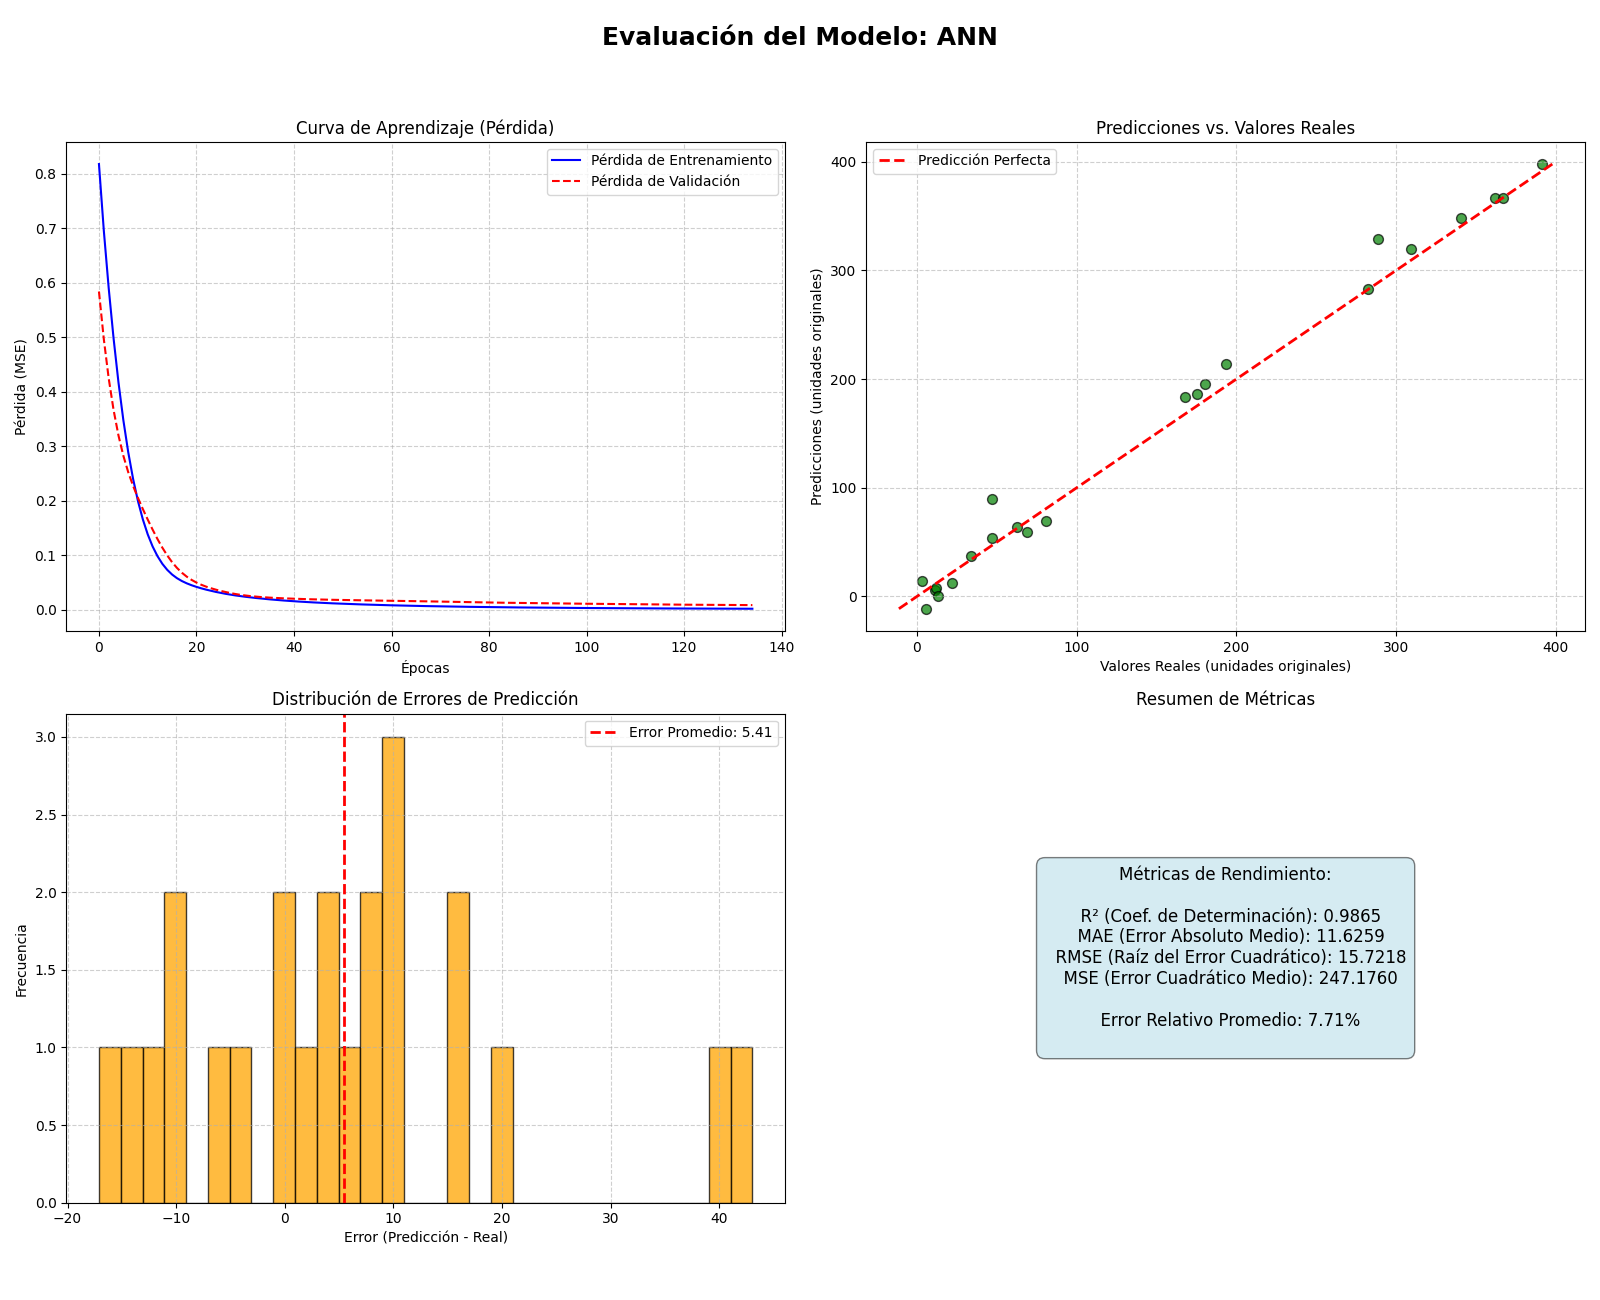 Evaluación del Modelo: ANN
Curva de Aprendizaje (Pérdida)
Pérdida de Entrenamiento
Pérdida de Validación
Pérdida (MSE)
0.8
0.7
0.6
0.5
0.4
0.3
0.2
0.1
0.0
0 20 40 60 80 100 120 140
Épocas
Predicciones vs. Valores Reales
Predicción Perfecta
Predicciones (unidades originales)
400
300
200
100
0
0 100 200 300 400
Valores Reales (unidades originales)
Distribución de Errores de Predicción
Error Promedio: 5.41
Frecuencia
3.0
2.5
2.0
1.5
1.0
0.5
0.0
−20 −10 0 10 20 30 40
Error (Predicción - Real)
Resumen de Métricas
Métricas de Rendimiento:
R² (Coef. de Determinación): 0.9865
MAE (Error Absoluto Medio): 11.6259
RMSE (Raíz del Error Cuadrático): 15.7218
MSE (Error Cuadrático Medio): 247.1760
Error Relativo Promedio: 7.71%